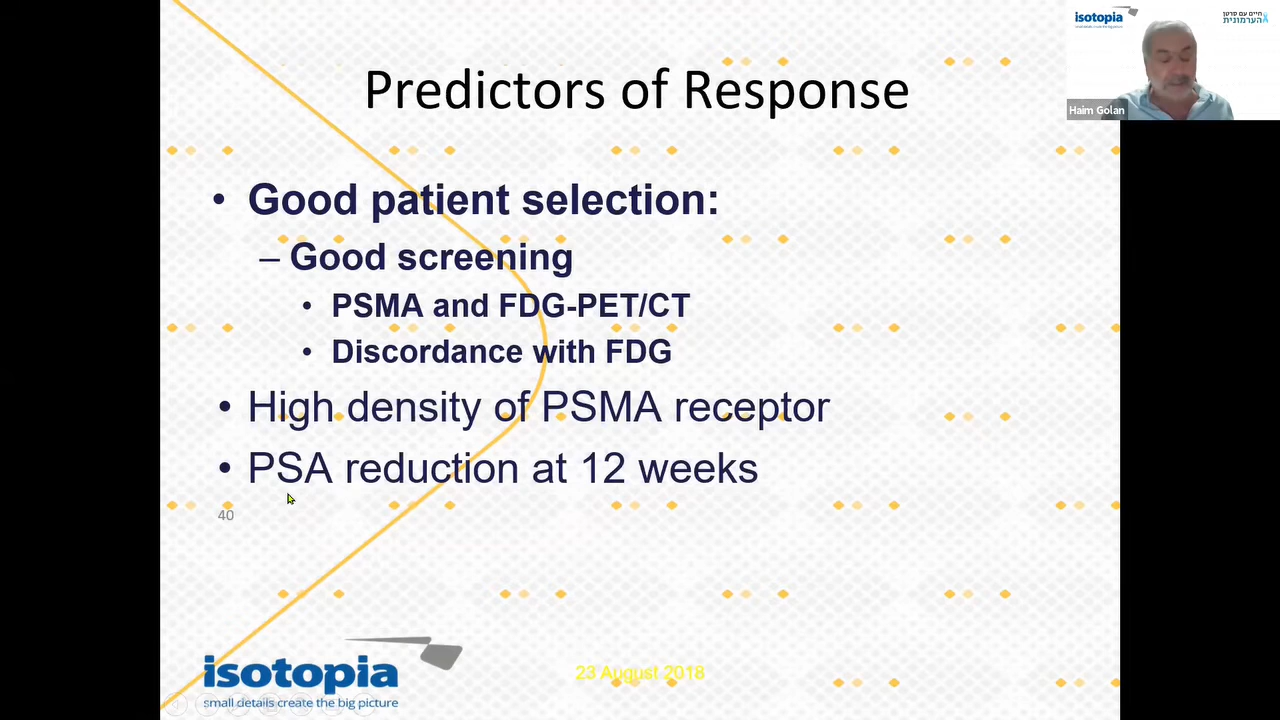 isotopia
חיים עם סרטן
הערמונית
Haim Golan
Predictors of Response
• Good patient selection:
– Good screening
• PSMA and FDG-PET/CT
• Discordance with FDG
• High density of PSMA receptor
• PSA reduction at 12 weeks
40
isotopia
small details create the big picture
23 August 2018